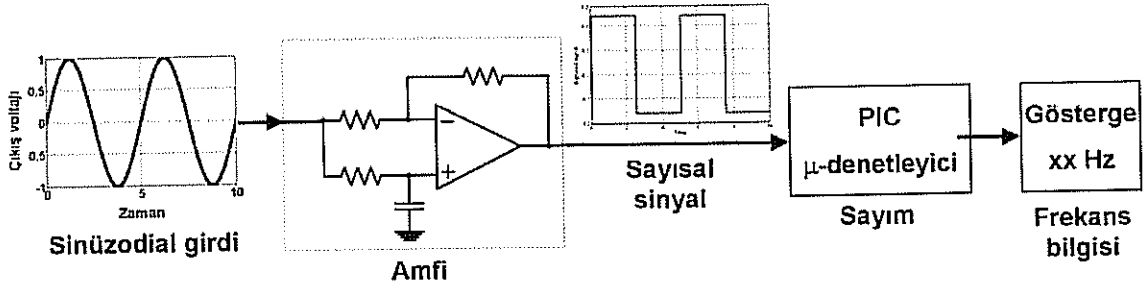 Çıkış voltajı
1
0.5
0
0.5
-1
0
5
10
Zaman
Sinüzodial girdi
Amfi
Sayısal
sinyal
PIC
μ-denetleyici
Sayım
Gösterge
xx Hz
Frekans
bilgisi